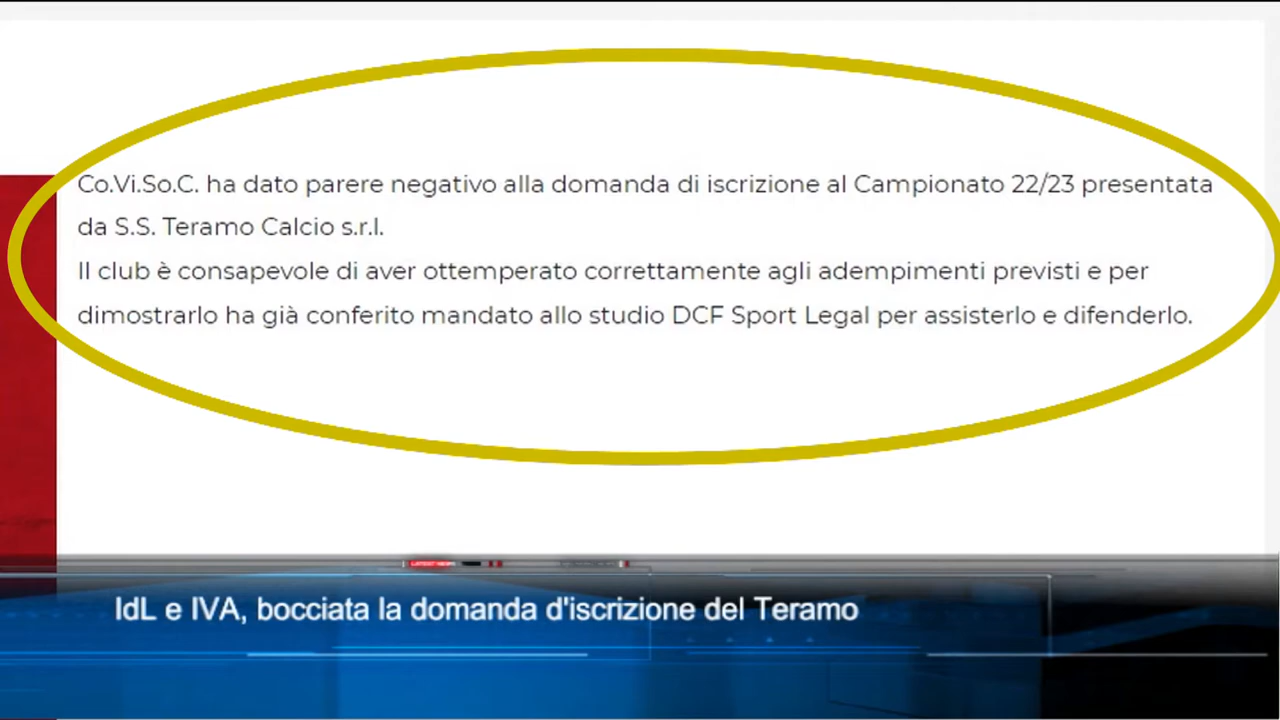 Co.Vi.So.C. ha dato parere negativo alla domanda di iscrizione al Campionato 22/23 presentata
da S.S. Teramo Calcio s.r.l.
Il club è consapevole di aver ottemperato correttamente agli adempimenti previsti e per
dimostrarlo ha già conferito mandato allo studio DCF Sport Legal per assisterlo e difenderlo.
LATEST NEWS
IdL e IVA, bocciata la domanda d'iscrizione del Teramo